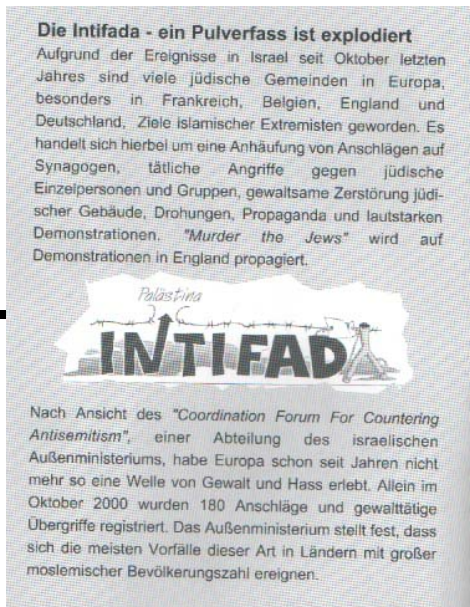 Die Intifada - ein Pulverfass ist explodiert
Aufgrund der Ereignisse in Israel seit Oktober letzten
Jahres sind viele jüdische Gemeinden in Europa,
besonders in Frankreich, Belgien, England und
Deutschland, Ziele islamischer Extremisten geworden. Es
handelt sich hierbei um eine Anhäufung von Anschlägen auf
Synagogen, tätliche Angriffe gegen jüdische
Einzelpersonen und Gruppen, gewaltsame Zerstörung jüdi-
scher Gebäude, Drohungen, Propaganda und lautstarken
Demonstrationen. "Murder the Jews" wird auf
Demonstrationen in England propagiert.
Palästina
INTIFADA
Nach Ansicht des "Coordination Forum For Countering
Antisemitism", einer Abteilung des israelischen
Außenministeriums, habe Europa schon seit Jahren nicht
mehr so eine Welle von Gewalt und Hass erlebt. Allein im
Oktober 2000 wurden 180 Anschläge und gewalttätige
Übergriffe registriert. Das Außenministerium stellt fest, dass
sich die meisten Vorfälle dieser Art in Ländern mit großer
moslemischer Bevölkerungszahl ereignen.